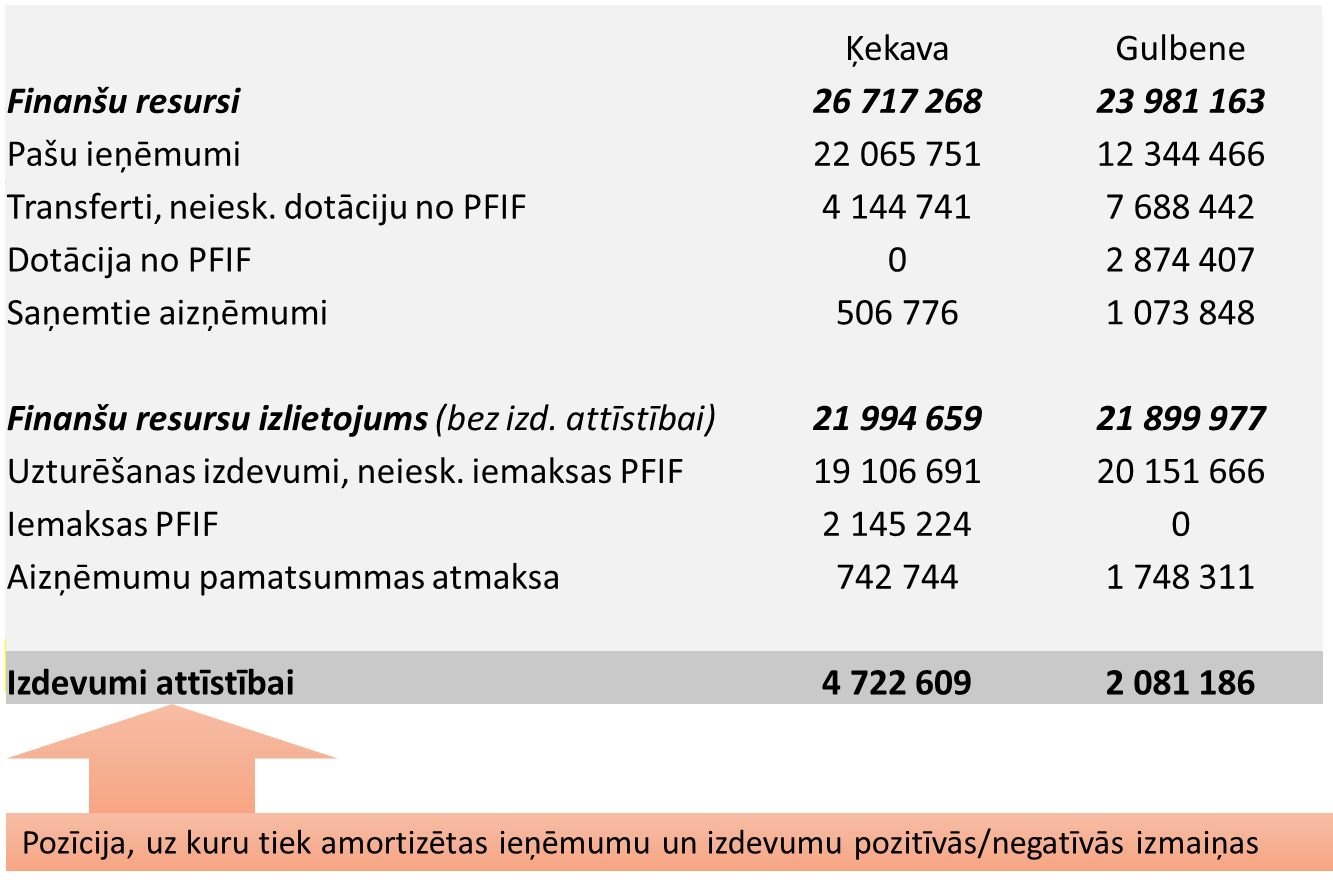 Ķekava Gulbene
Finanšu resursi 26 717 268 23 981 163
Pašu ieņēmumi 22 065 751 12 344 466
Transferti, neiesk. dotāciju no PFIF 4 144 741 7 688 442
Dotācija no PFIF 0 2 874 407
Saņemtie aizņēmumi 506 776 1 073 848
Finanšu resursu izlietojums (bez izd. attīstībai) 21 994 659 21 899 977
Uzturēšanas izdevumi, neiesk. iemaksas PFIF 19 106 691 20 151 666
Iemaksas PFIF 2 145 224 0
Aizņēmumu pamatsummas atmaksa 742 744 1 748 311
Izdevumi attīstībai 4 722 609 2 081 186
Pozīcija, uz kuru tiek amortizētas ieņēmumu un izdevumu pozitīvās/negatīvās izmaiņas